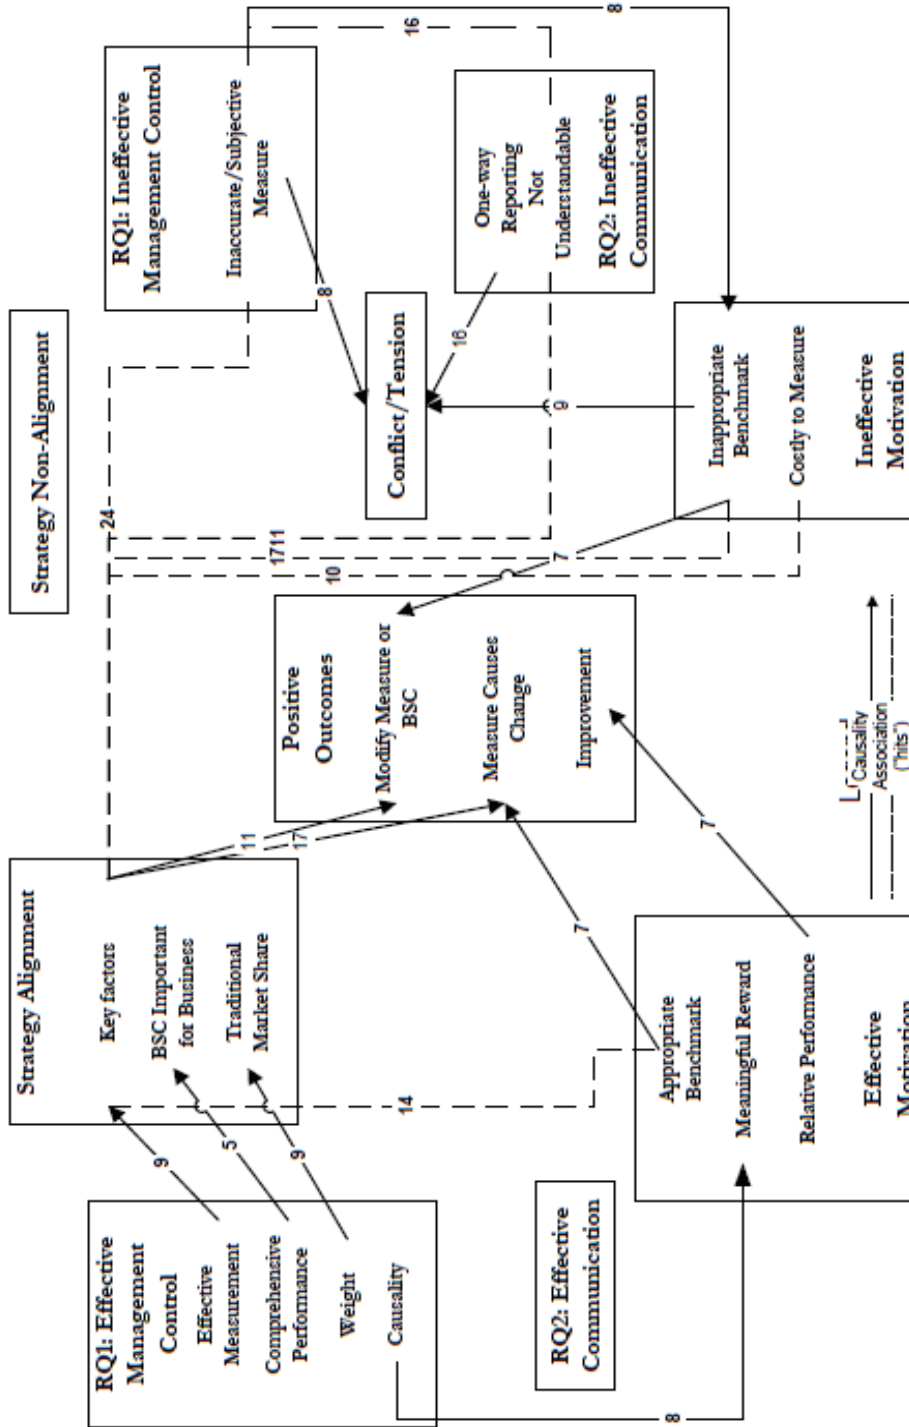 RQ1: Effective
Management
Control
Effective
Measurement
Comprehensive
Performance
Weight
Causality
9
5
9
8
Strategy Alignment
Key factors
BSC Important
for Business
Traditional
Market Share
14
11
17
RQ2: Effective
Communication
Appropriate
Benchmark
Meaningful Reward
Relative Performance
Effective
7
7
Positive
Outcomes
Modify Measure or
BSC
Measure Causes
Change
Improvement
Strategy Non-Alignment
24
1711
10
7
Conflict/Tension
8
16
9
RQ1: Ineffective
Management Control
Inaccurate/Subjective
Measure
16
8
One-way
Reporting
Not
Understandable
RQ2: Ineffective
Communication
Inappropriate
Benchmark
Costly to Measure
Ineffective
Motivation
Causality
Association
("hits")